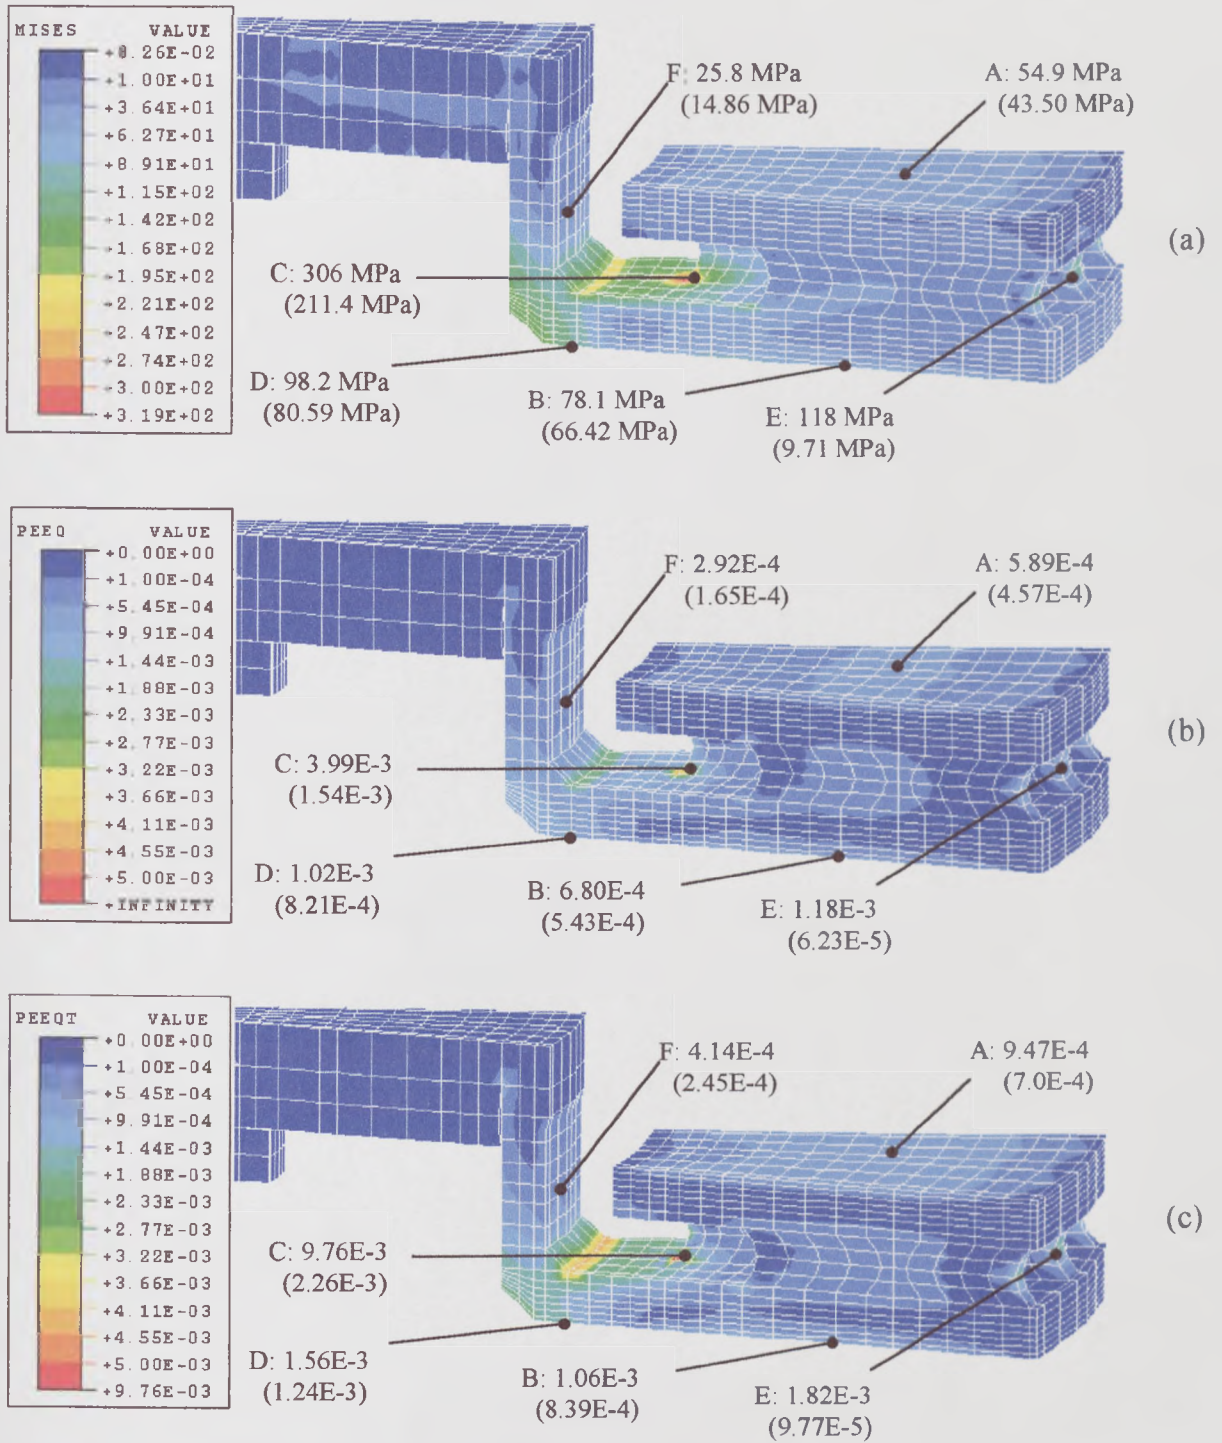 MISES VALUE
+8.26E-02
+1.00E+01
+3.64E+01
+6.27E+01
+8.91E+01
+1.15E+02
+1.42E+02
+1.68E+02
+1.95E+02
+2.21E+02
+2.47E+02
+2.74E+02
+3.00E+02
+3.19E+02
F: 25.8 MPa
(14.86 MPa)
A: 54.9 MPa
(43.50 MPa)
C: 306 MPa
(211.4 MPa)
D: 98.2 MPa
(80.59 MPa)
B: 78.1 MPa
(66.42 MPa)
E: 118 MPa
(9.71 MPa)
(a)
PEEQ VALUE
+0.00E+00
+1.00E-04
+5.45E-04
+9.91E-04
+1.44E-03
+1.88E-03
+2.33E-03
+2.77E-03
+3.22E-03
+3.66E-03
+4.11E-03
+4.55E-03
+5.00E-03
+INFINITY
F: 2.92E-4
(1.65E-4)
A: 5.89E-4
(4.57E-4)
C: 3.99E-3
(1.54E-3)
D: 1.02E-3
(8.21E-4)
B: 6.80E-4
(5.43E-4)
E: 1.18E-3
(6.23E-5)
(b)
PEEQT VALUE
+0.00E+00
+1.00E-04
+5.45E-04
+9.91E-04
+1.44E-03
+1.88E-03
+2.33E-03
+2.77E-03
+3.22E-03
+3.66E-03
+4.11E-03
+4.55E-03
+5.00E-03
+9.76E-03
F: 4.14E-4
(2.45E-4)
A: 9.47E-4
(7.0E-4)
C: 9.76E-3
(2.26E-3)
D: 1.56E-3
(1.24E-3)
B: 1.06E-3
(8.39E-4)
E: 1.82E-3
(9.77E-5)
(c)